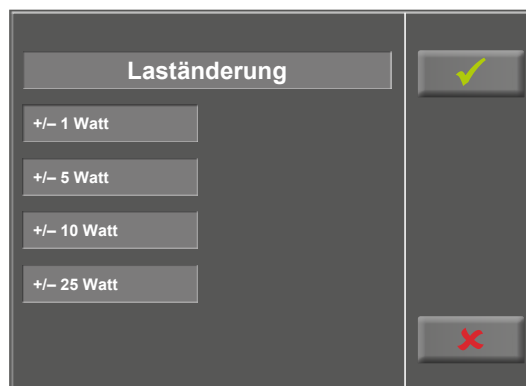 Laständerung
+/– 1 Watt
+/– 5 Watt
+/– 10 Watt
+/– 25 Watt